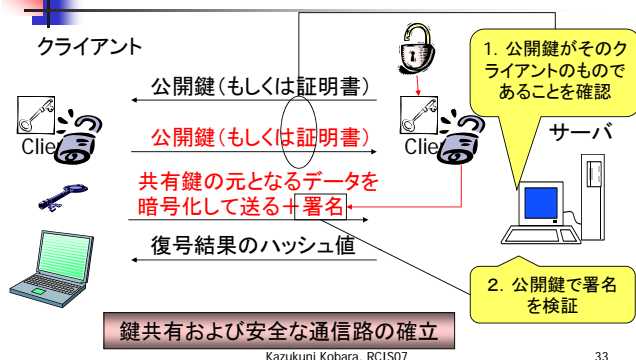 クライアント
1. 公開鍵がそのク
ライアントのもので
あることを確認
公開鍵(もしくは証明書)
サーバ
Clie
公開鍵(もしくは証明書)
Clie
共有鍵の元となるデータを
暗号化して送る+署名
復号結果のハッシュ値
2. 公開鍵で署名
を検証
鍵共有および安全な通信路の確立
Kazukuni Kobara, RCIS07
33